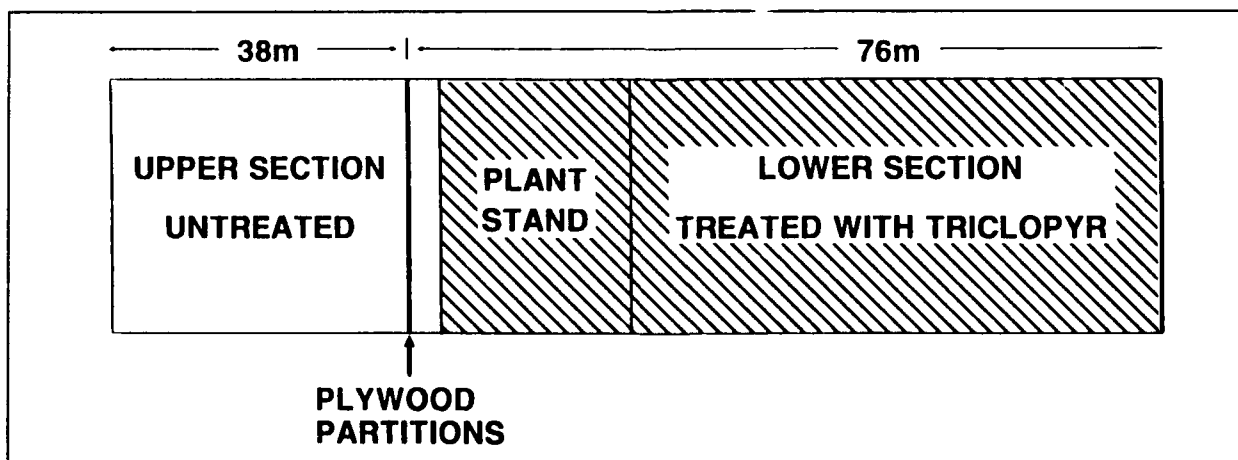 38m
76m
UPPER SECTION
UNTREATED
PLANT
STAND
LOWER SECTION
TREATED WITH TRICLOPYR
PLYWOOD
PARTITIONS